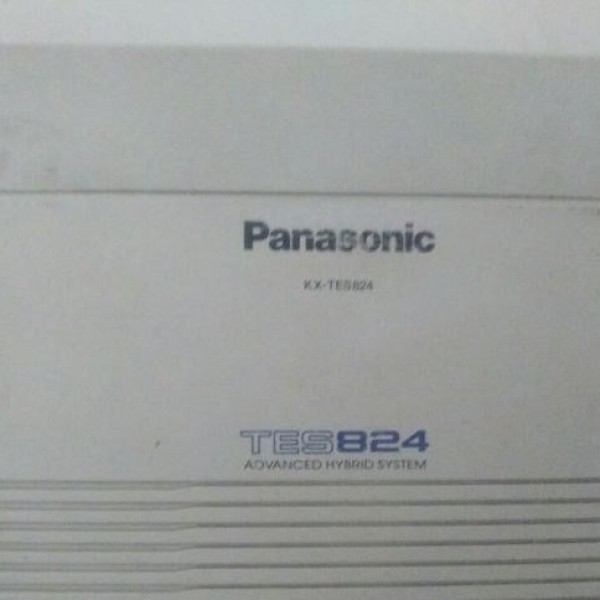 Panasonic
KX-TES824
TES824
ADVANCED HYBRID SYSTEM